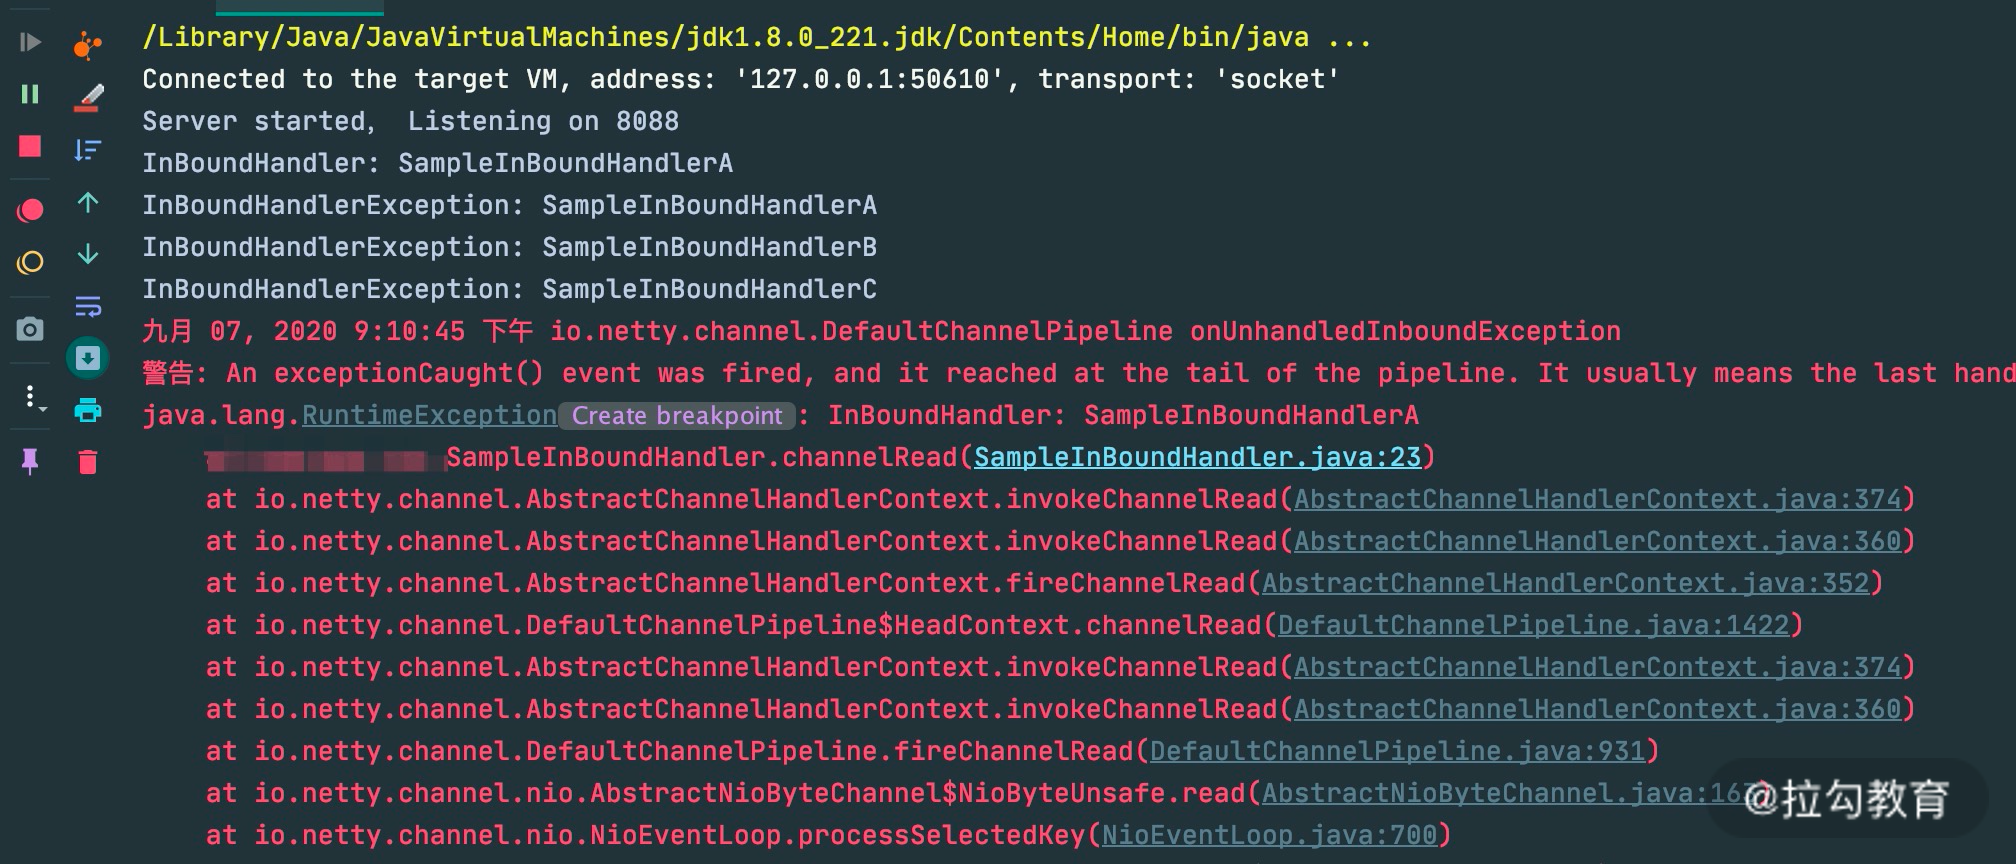 /Library/Java/JavaVirtualMachines/jdk1.8.0_221.jdk/Contents/Home/bin/java ...
Connected to the target VM, address: '127.0.0.1:50610', transport: 'socket'
Server started, Listening on 8088
InBoundHandler: SampleInBoundHandlerA
InBoundHandlerException: SampleInBoundHandlerA
InBoundHandlerException: SampleInBoundHandlerB
InBoundHandlerException: SampleInBoundHandlerC
九月 07, 2020 9:10:45 下午 io.netty.channel.DefaultChannelPipeline onUnhandledInboundException
警告: An exceptionCaught() event was fired, and it reached at the tail of the pipeline. It usually means the last hand
java.lang.RuntimeException Create breakpoint : InBoundHandler: SampleInBoundHandlerA
SampleInBoundHandler.channelRead(SampleInBoundHandler.java:23)
at io.netty.channel.AbstractChannelHandlerContext.invokeChannelRead(AbstractChannelHandlerContext.java:374)
at io.netty.channel.AbstractChannelHandlerContext.invokeChannelRead(AbstractChannelHandlerContext.java:360)
at io.netty.channel.AbstractChannelHandlerContext.fireChannelRead(AbstractChannelHandlerContext.java:352)
at io.netty.channel.DefaultChannelPipeline$HeadContext.channelRead(DefaultChannelPipeline.java:1422)
at io.netty.channel.AbstractChannelHandlerContext.invokeChannelRead(AbstractChannelHandlerContext.java:374)
at io.netty.channel.AbstractChannelHandlerContext.invokeChannelRead(AbstractChannelHandlerContext.java:360)
at io.netty.channel.DefaultChannelPipeline.fireChannelRead(DefaultChannelPipeline.java:931)
at io.netty.channel.nio.AbstractNioByteChannel$NioByteUnsafe.read(AbstractNioByteChannel.java:16
@拉勾教育
at io.netty.channel.nio.NioEventLoop.processSelectedKey(NioEventLoop.java:700)